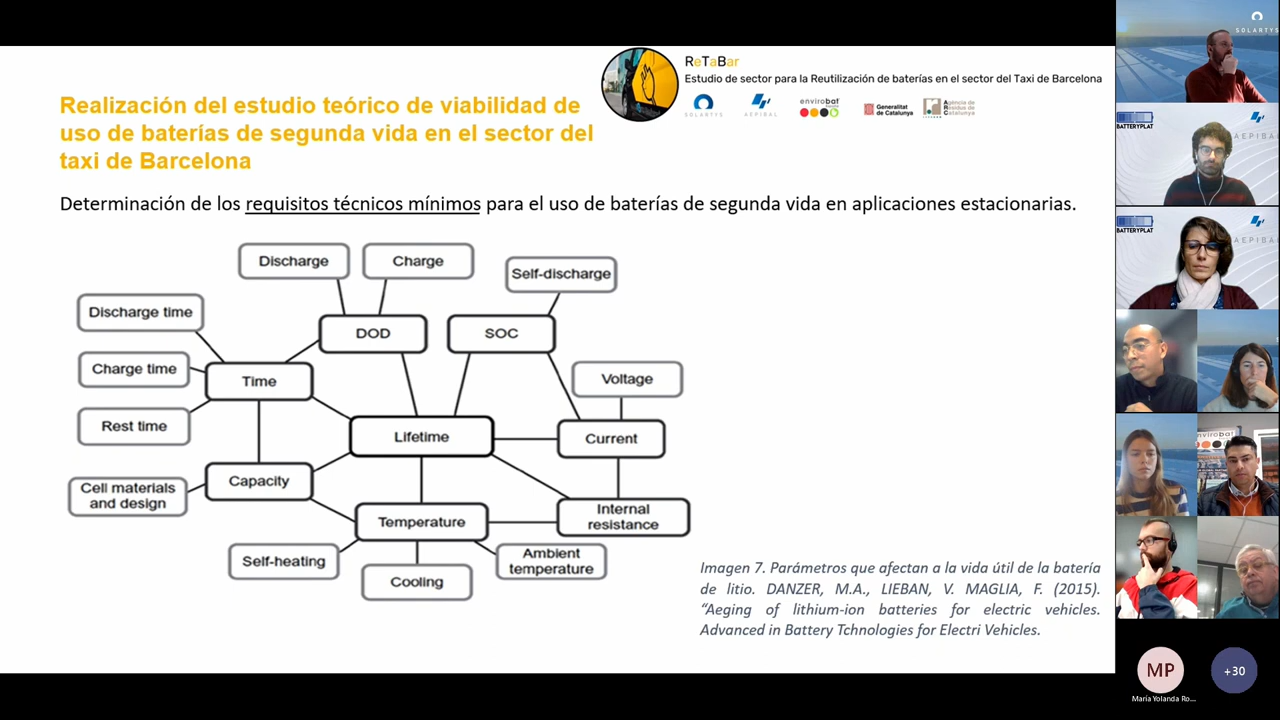 ReTaBar
Estudio de sector para la Reutilización de baterías en el sector del Taxi de Barcelona
SOLARTYS
AEPIBAL
envirobat
Generalitat
de Catalunya
Agència de
Residus de
Catalunya
Realización del estudio teórico de viabilidad de
uso de baterías de segunda vida en el sector del
taxi de Barcelona
Determinación de los requisitos técnicos mínimos para el uso de baterías de segunda vida en aplicaciones estacionarias.
Discharge
Charge
Self-discharge
Discharge time
DOD
SOC
Charge time
Time
Voltage
Rest time
Lifetime
Current
Cell materials
and design
Capacity
Temperature
Internal
resistance
Self-heating
Cooling
Ambient
temperature
Imagen 7. Parámetros que afectan a la vida útil de la batería
de litio. DANZER, M.A., LIEBAN, V. MAGLIA, F. (2015).
“Aeging of lithium-ion batteries for electric vehicles.
Advanced in Battery Tchnologies for Electri Vehicles.
SOLARTYS
BATTERYPLAT
AEPIBAL
BATTERYPLAT
AEPIBAL
envirobat
MP
+30
María Yolanda Ro...